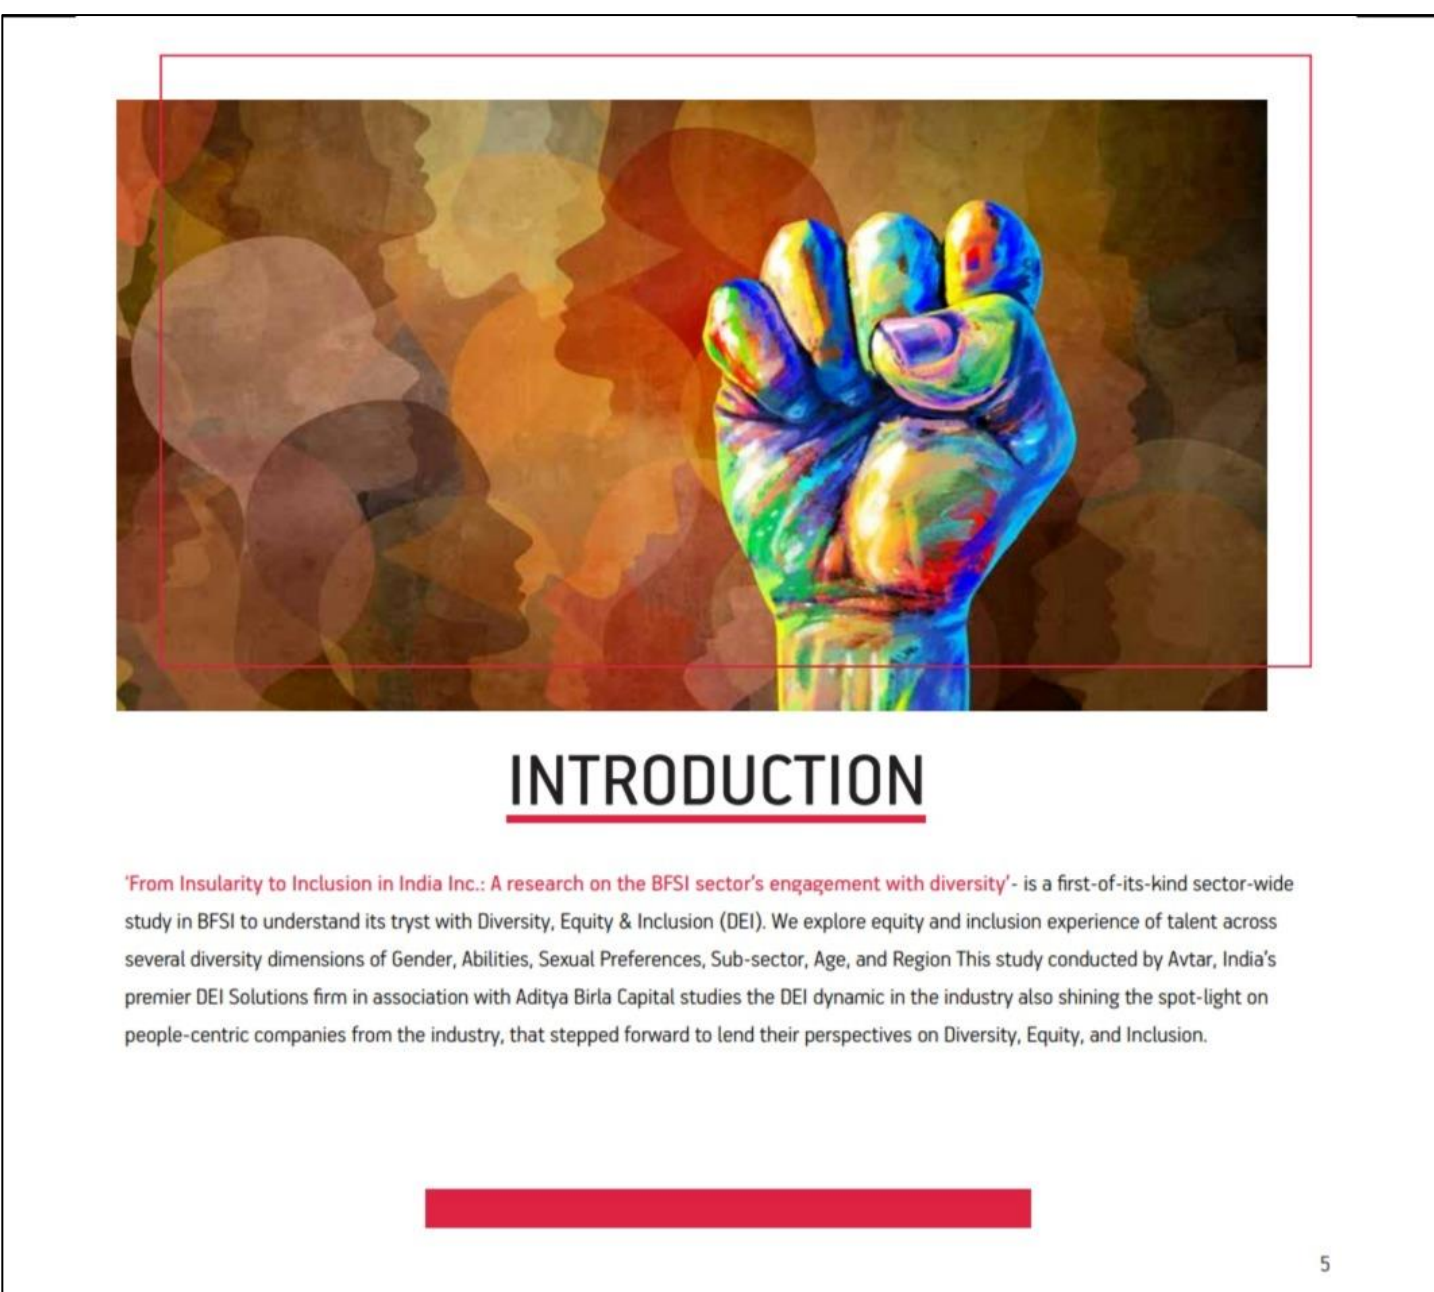 INTRODUCTION
'From Insularity to Inclusion in India Inc.: A research on the BFSI sector's engagement with diversity'- is a first-of-its-kind sector-wide
study in BFSI to understand its tryst with Diversity, Equity & Inclusion (DEI). We explore equity and inclusion experience of talent across
several diversity dimensions of Gender, Abilities, Sexual Preferences, Sub-sector, Age, and Region This study conducted by Avtar, India's
premier DEI Solutions firm in association with Aditya Birla Capital studies the DEI dynamic in the industry also shining the spot-light on
people-centric companies from the industry, that stepped forward to lend their perspectives on Diversity, Equity, and Inclusion.
5